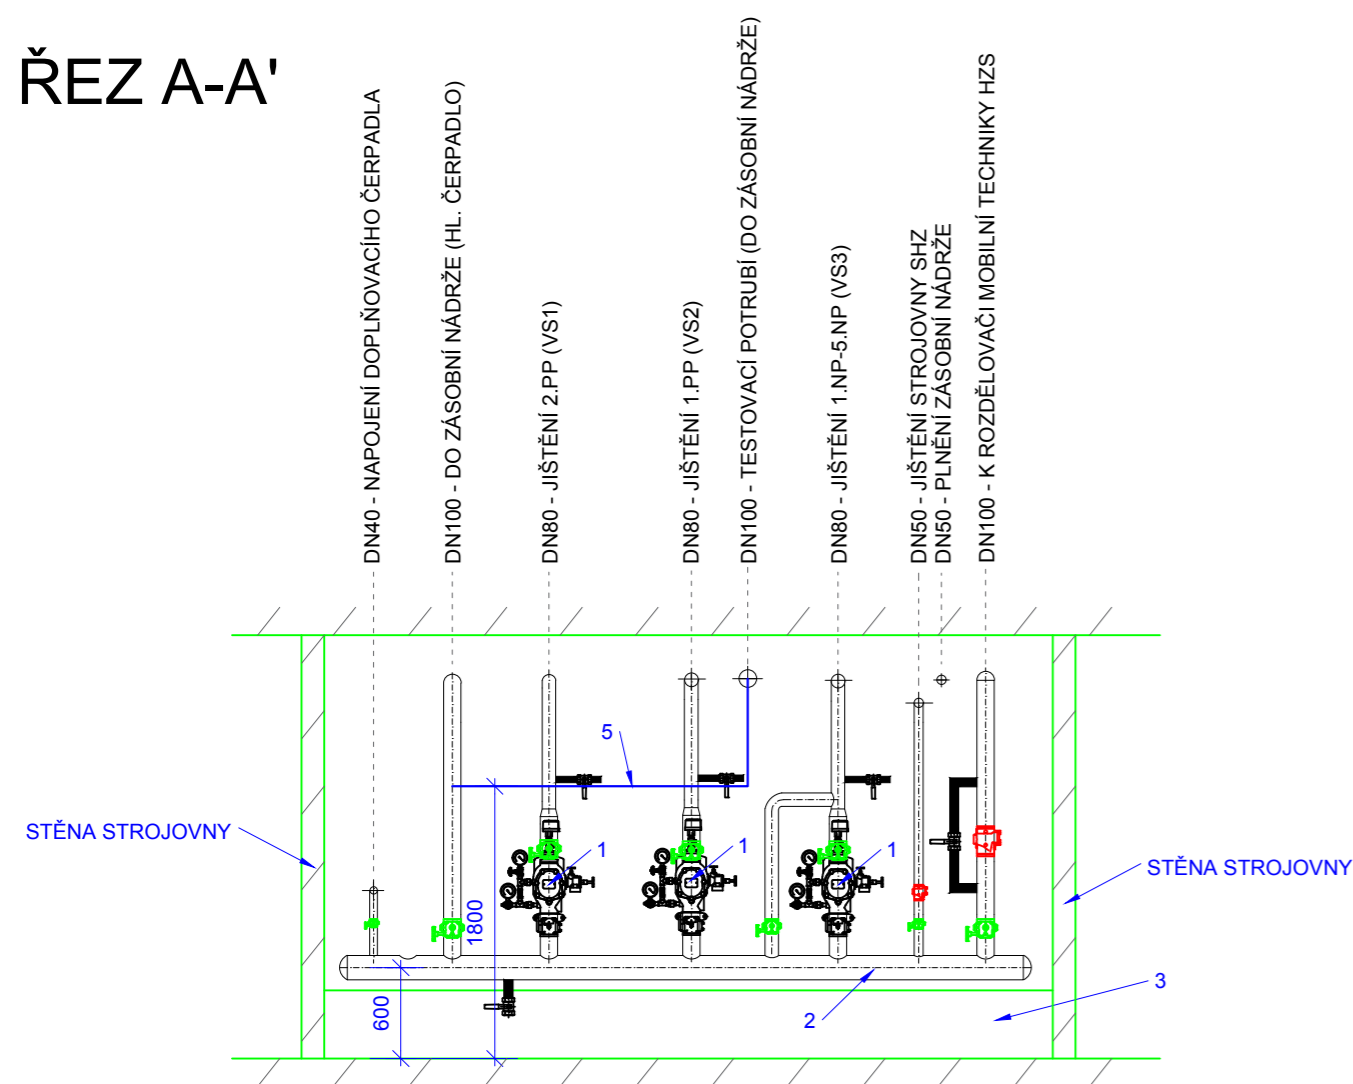 ŘEZ A-A'
DN40 - NAPOJENÍ DOPLŇOVACÍHO ČERPADLA
DN100 - DO ZÁSOBNÍ NÁDRŽE (HL. ČERPADLO)
DN80 - JIŠTĚNÍ 2.PP (VS1)
DN80 - JIŠTĚNÍ 1.PP (VS2)
DN100 - TESTOVACÍ POTRUBÍ (DO ZÁSOBNÍ NÁDRŽE)
DN80 - JIŠTĚNÍ 1.NP-5.NP (VS3)
DN50 - JIŠTĚNÍ STROJOVNY SHZ
DN50 - PLNĚNÍ ZÁSOBNÍ NÁDRŽE
DN100 - K ROZDĚLOVAČI MOBILNÍ TECHNIKY HZS
5
STĚNA STROJOVNY
1
1
1
STĚNA STROJOVNY
1800
600
2
3